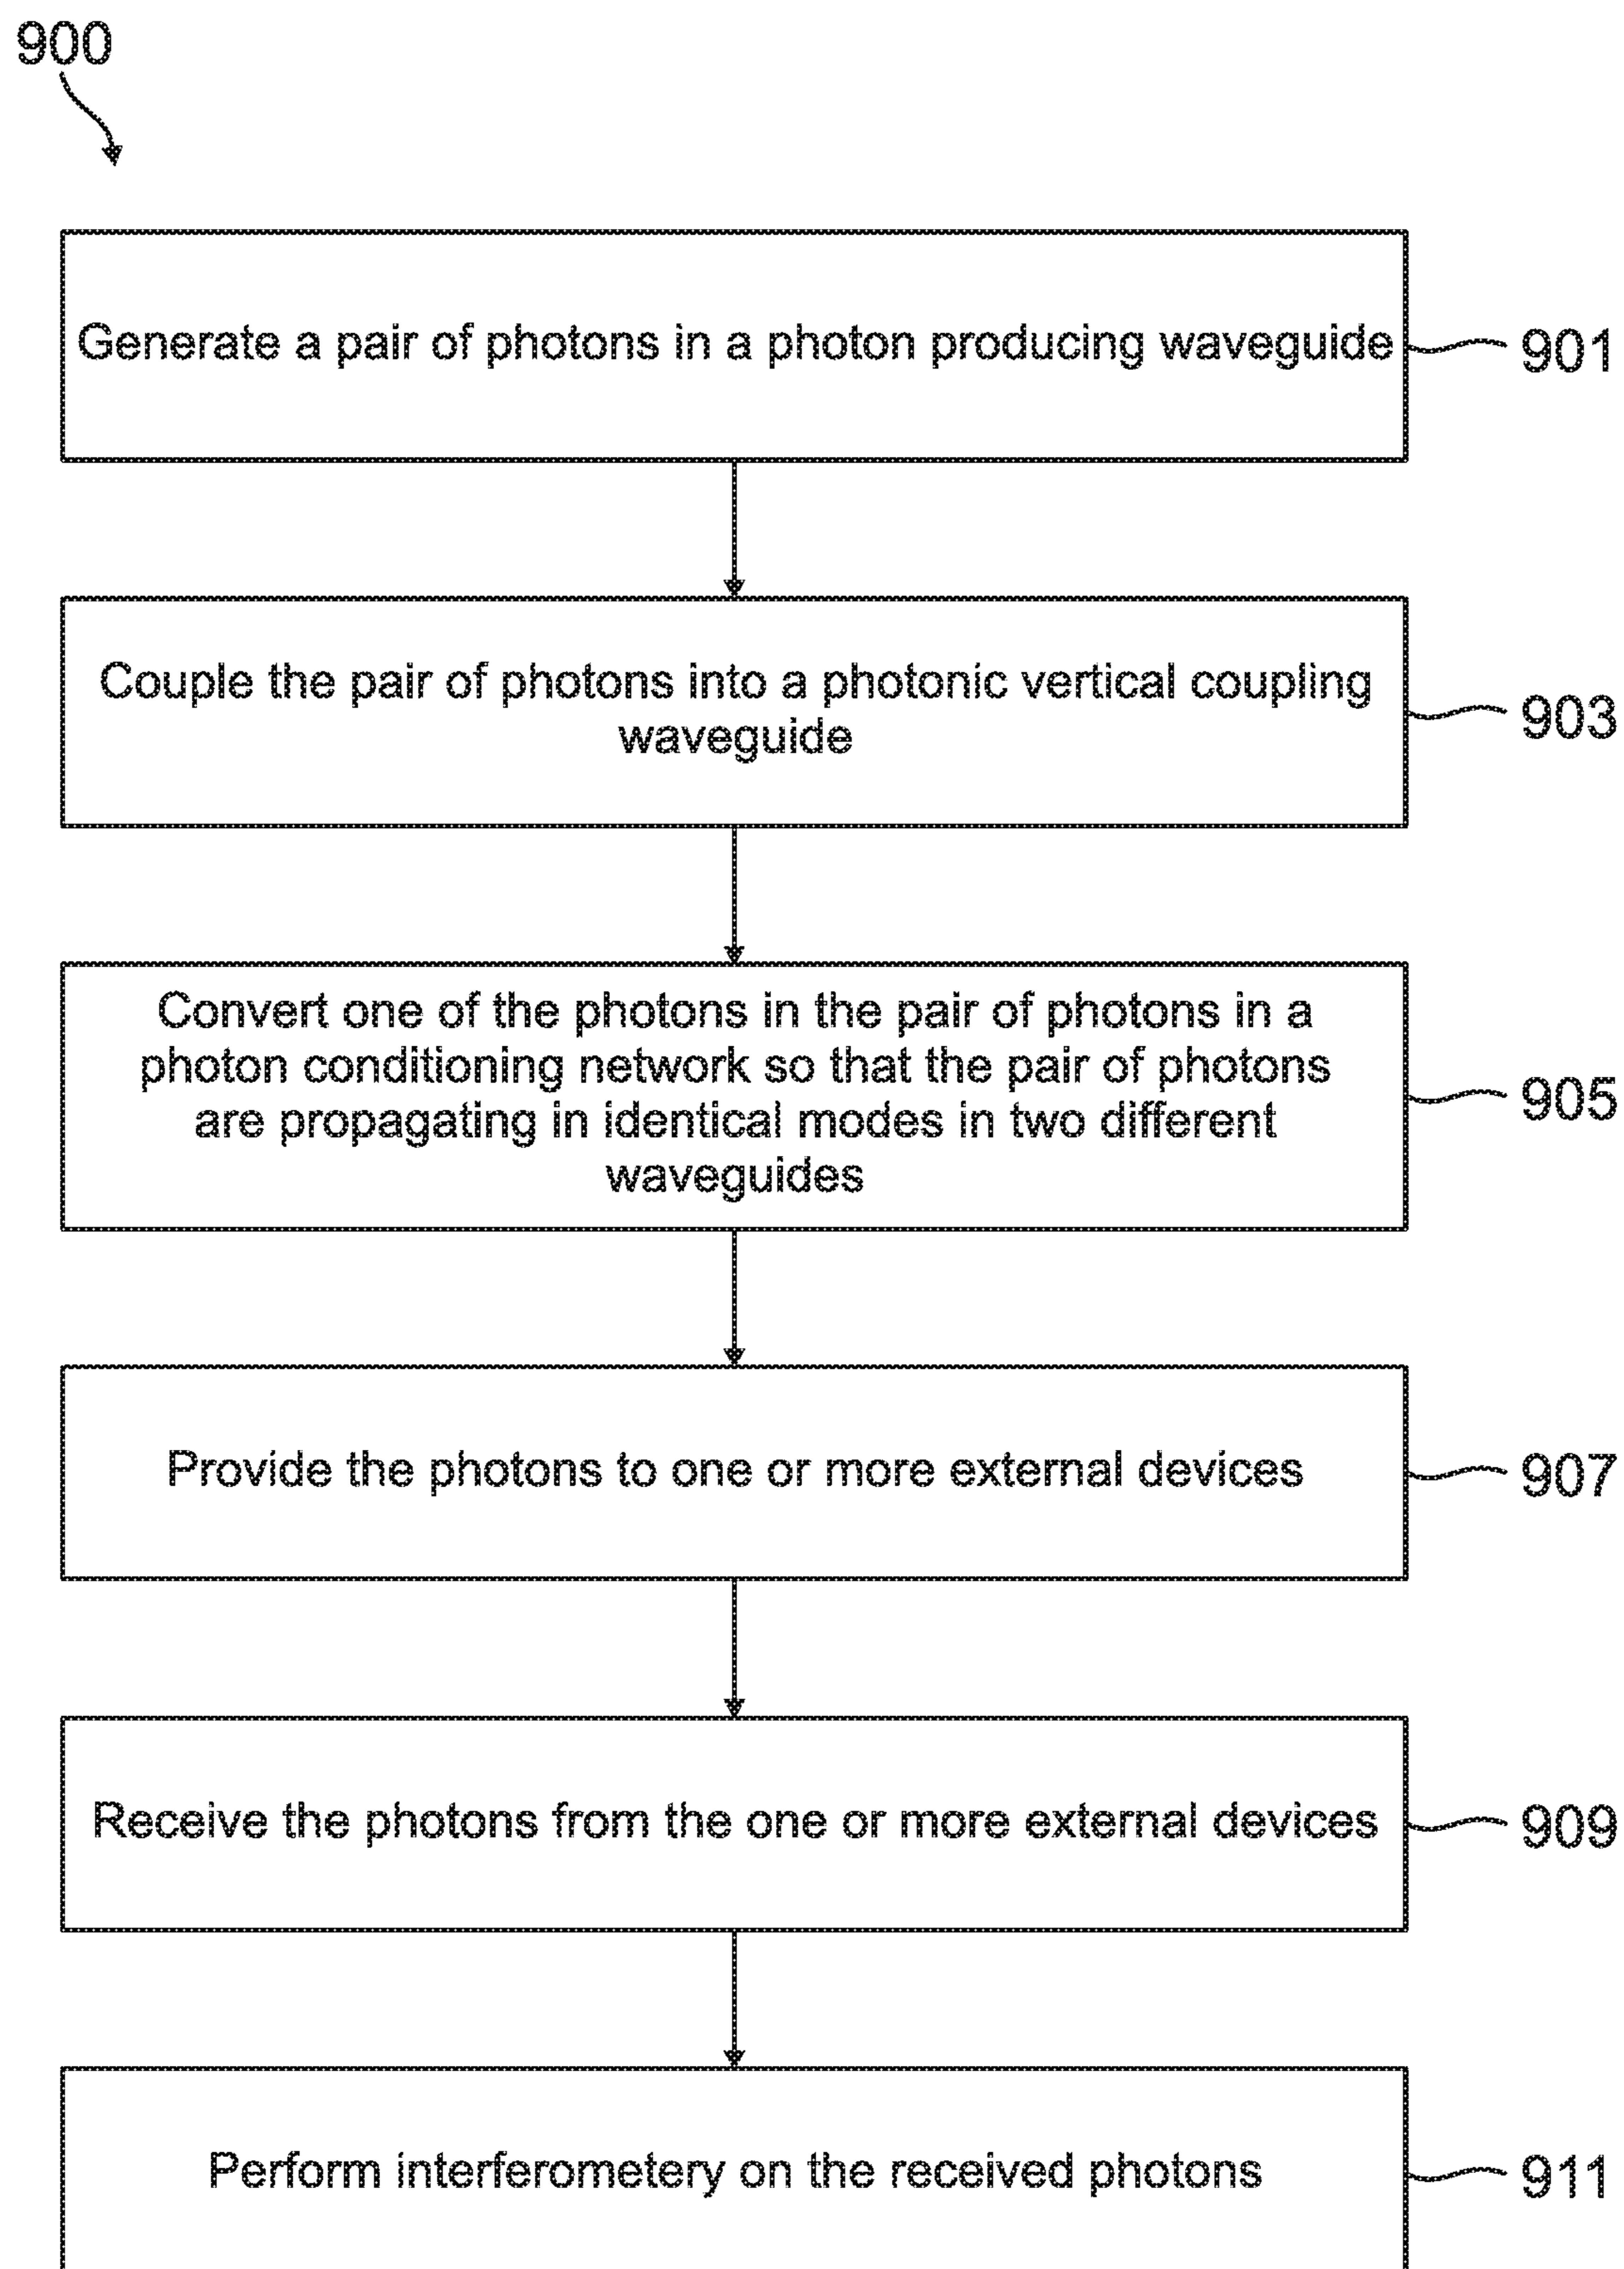 900
Generate a pair of photons in a photon producing waveguide
901
Couple the pair of photons into a photonic vertical coupling
waveguide
903
Convert one of the photons in the pair of photons in a
photon conditioning network so that the pair of photons
are propagating in identical modes in two different
waveguides
905
Provide the photons to one or more external devices
907
Receive the photons from the one or more external devices
909
Perform interferometery on the received photons
911